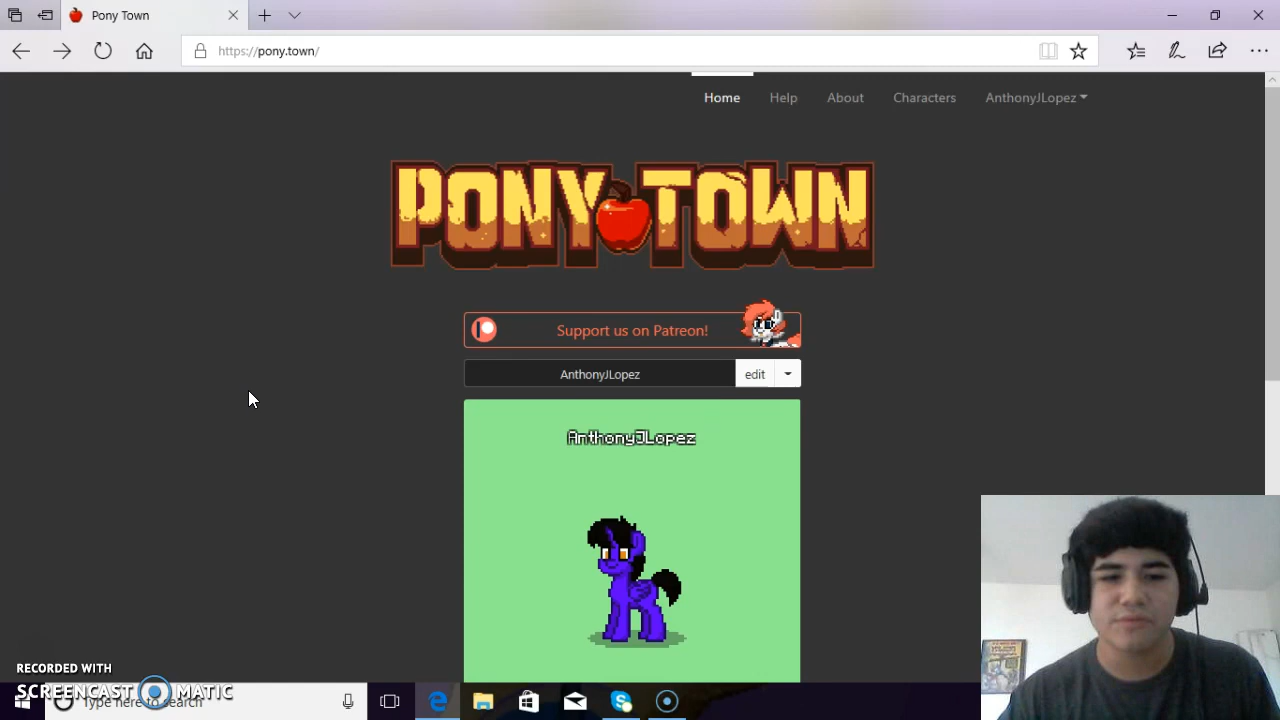 Pony Town
https://pony.town/
Home Help About Characters AnthonyJLopez
PONY TOWN
Support us on Patreon!
AnthonyJLopez edit
AnthonyJLopez
RECORDED WITH
SCREENCAST MATIC
Type here to search